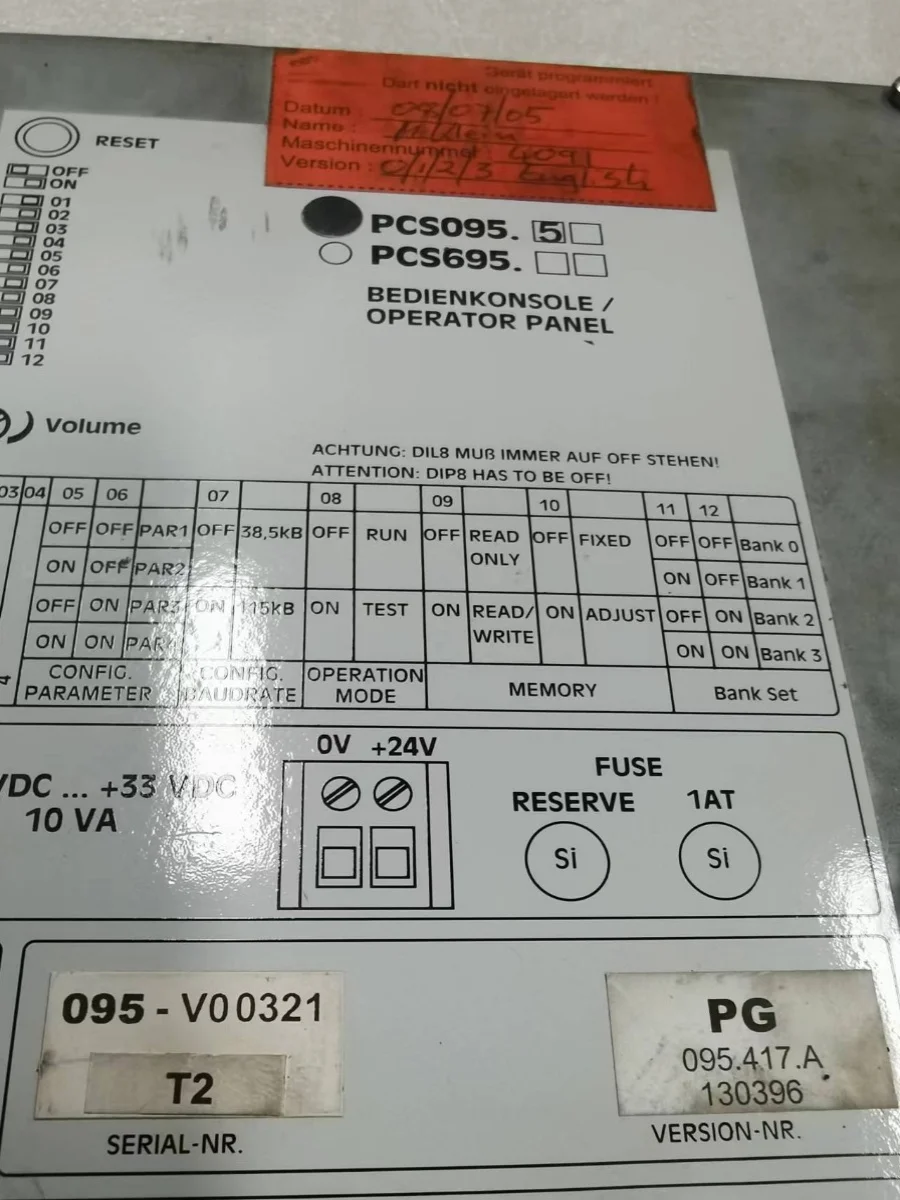 Gerät programmiert
Darf nicht eingelagert werden !
Datum : 09/07/05
Name :
Maschinennummer 4091
Version : 0/1/2/3 English
RESET
OFF
ON
01
02
03
04
05
06
07
08
09
10
11
12
PCS095. 5
PCS695.
BEDIENKONSOLE /
OPERATOR PANEL
Volume
ACHTUNG: DIL8 MUß IMMER AUF OFF STEHEN!
ATTENTION: DIP8 HAS TO BE OFF!
03 04 05 06 07 08 09 10 11 12
OFF OFF PAR1 OFF 38,5kB OFF RUN OFF READ ONLY OFF FIXED OFF OFF Bank 0
ON OFF PAR2 ON OFF Bank 1
OFF ON PAR3 ON 115kB ON TEST ON READ/ WRITE ON ADJUST OFF ON Bank 2
ON ON PAR4 ON ON Bank 3
CONFIG. PARAMETER CONFIG. BAUDRATE OPERATION MODE MEMORY Bank Set
VDC ... +33 VDC
10 VA
0V +24V
FUSE
RESERVE 1AT
Si Si
095 - V00321
T2
SERIAL-NR.
PG
095.417.A
130396
VERSION-NR.